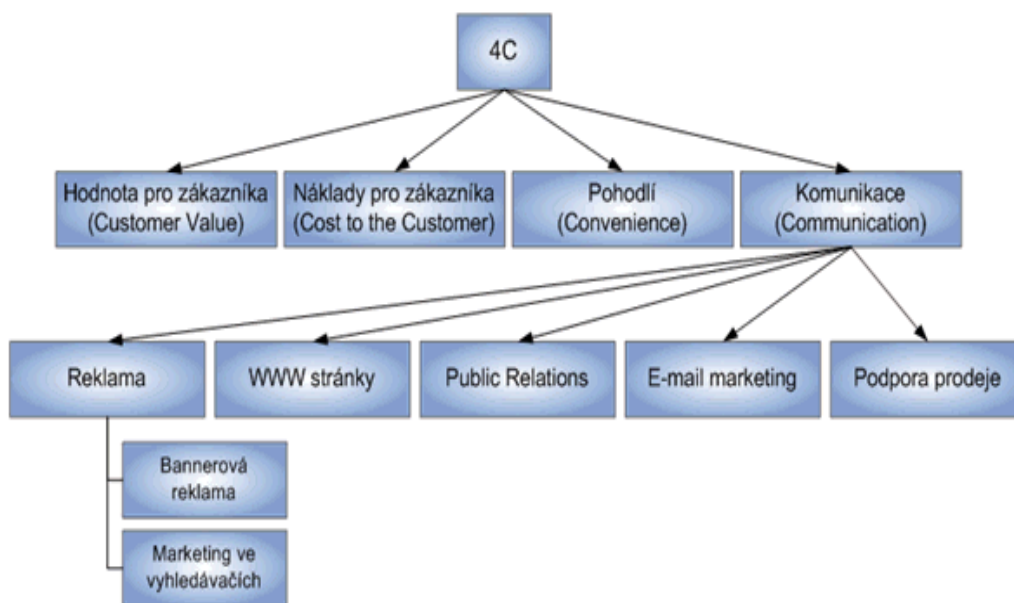 4C
Hodnota pro zákazníka
(Customer Value)
Náklady pro zákazníka
(Cost to the Customer)
Pohodlí
(Convenience)
Komunikace
(Communication)
Reklama
WWW stránky
Public Relations
E-mail marketing
Podpora prodeje
Bannerová
reklama
Marketing ve
vyhledávačích